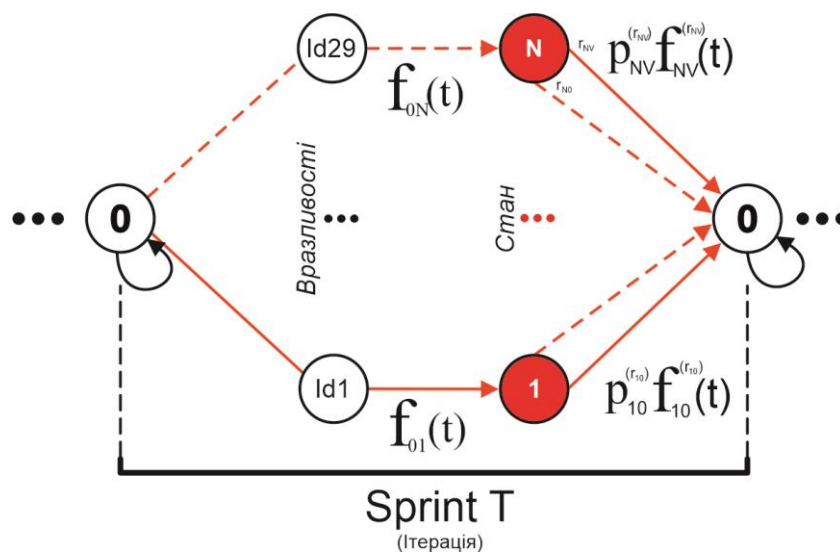 Id29
N
r_NV
p_NV^(r_NV) f_NV^(r_NV)(t)
r_N0
f_0N(t)
••• 0
Вразливості •••
Стан •••
0 •••
Id1
1
f_01(t)
p_10^(r_10) f_10^(r_10)(t)
Sprint T
(Ітерація)